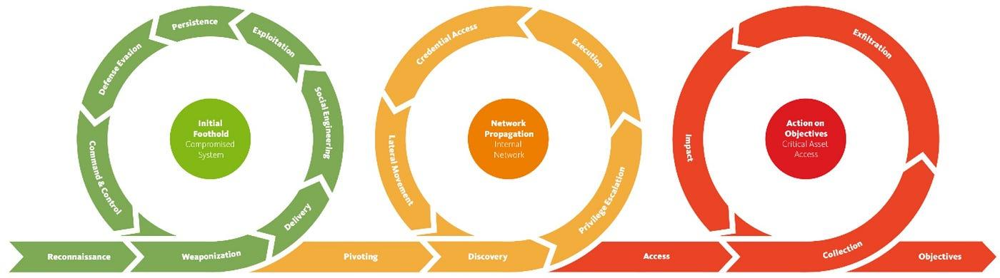 Reconnaissance
Weaponization
Delivery
Social Engineering
Exploitation
Persistence
Defense Evasion
Command & Control
Initial
Foothold
Compromised
System
Pivoting
Discovery
Privilege Escalation
Execution
Credential Access
Lateral Movement
Network
Propagation
Internal
Network
Access
Collection
Exfiltration
Impact
Action on
Objectives
Critical Asset
Access
Objectives